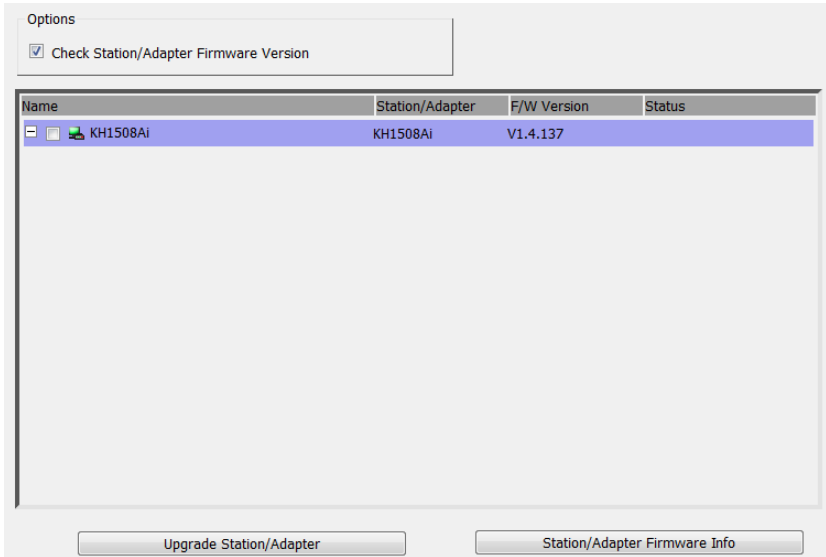 Options
Check Station/Adapter Firmware Version
Name Station/Adapter F/W Version Status
KH1508Ai KH1508Ai V1.4.137
Upgrade Station/Adapter Station/Adapter Firmware Info